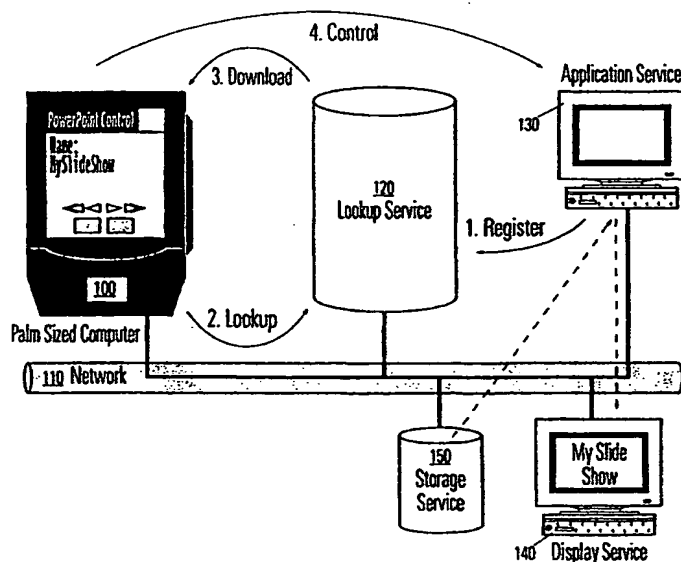 4. Control
3. Download
Application Service
130
PowerPoint Control
Name:
MySlideShow
120
Lookup Service
1. Register
100
2. Lookup
Palm Sized Computer
110 Network
150
Storage
Service
My Slide
Show
140
Display Service